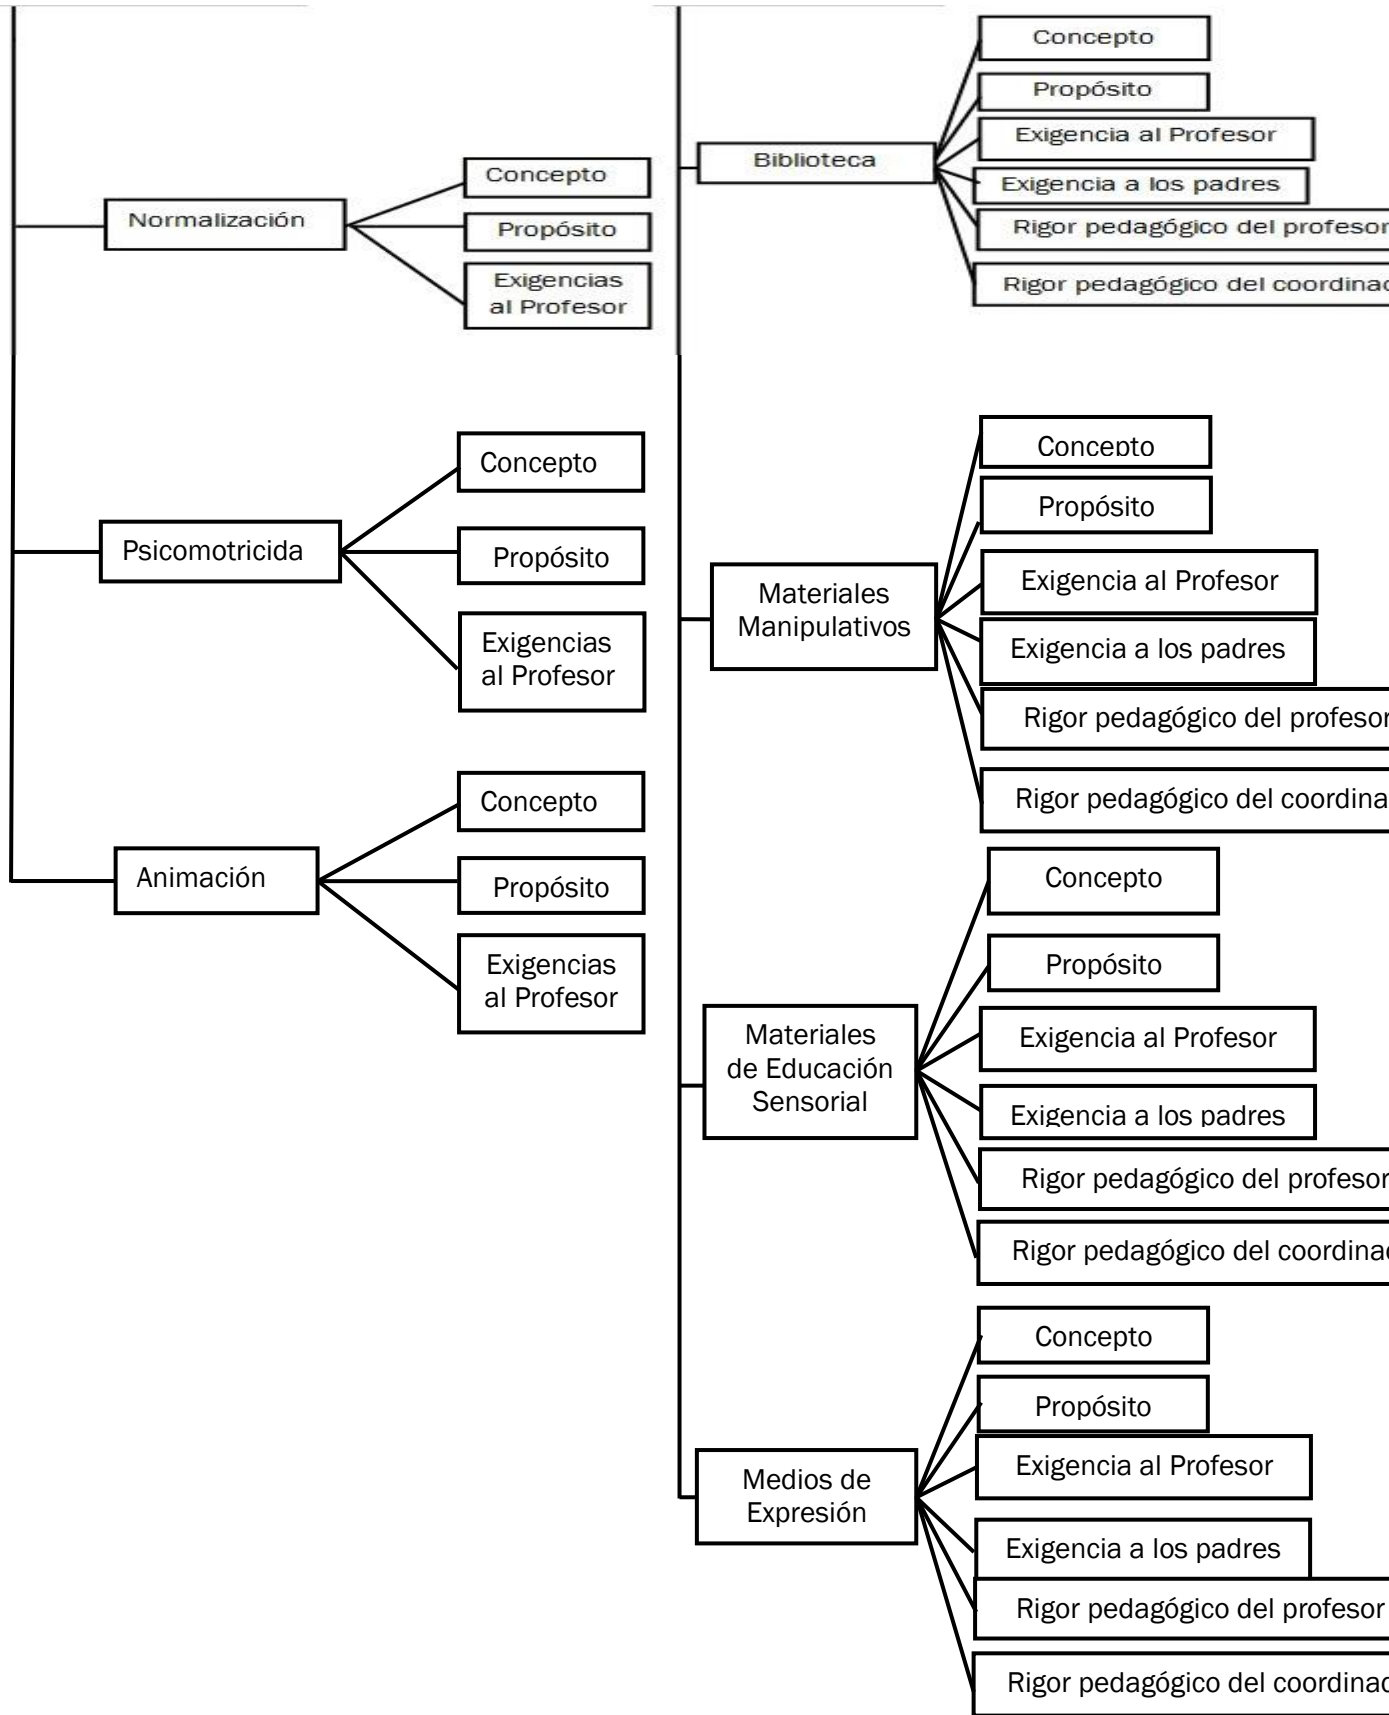 Normalización
Concepto
Propósito
Exigencias
al Profesor
Psicomotricida
Concepto
Propósito
Exigencias
al Profesor
Animación
Concepto
Propósito
Exigencias
al Profesor
Biblioteca
Concepto
Propósito
Exigencia al Profesor
Exigencia a los padres
Rigor pedagógico del profesor
Rigor pedagógico del coordinad
Materiales
Manipulativos
Concepto
Propósito
Exigencia al Profesor
Exigencia a los padres
Rigor pedagógico del profesor
Rigor pedagógico del coordina
Materiales
de Educación
Sensorial
Concepto
Propósito
Exigencia al Profesor
Exigencia a los padres
Rigor pedagógico del profesor
Rigor pedagógico del coordinad
Medios de
Expresión
Concepto
Propósito
Exigencia al Profesor
Exigencia a los padres
Rigor pedagógico del profesor
Rigor pedagógico del coordinad